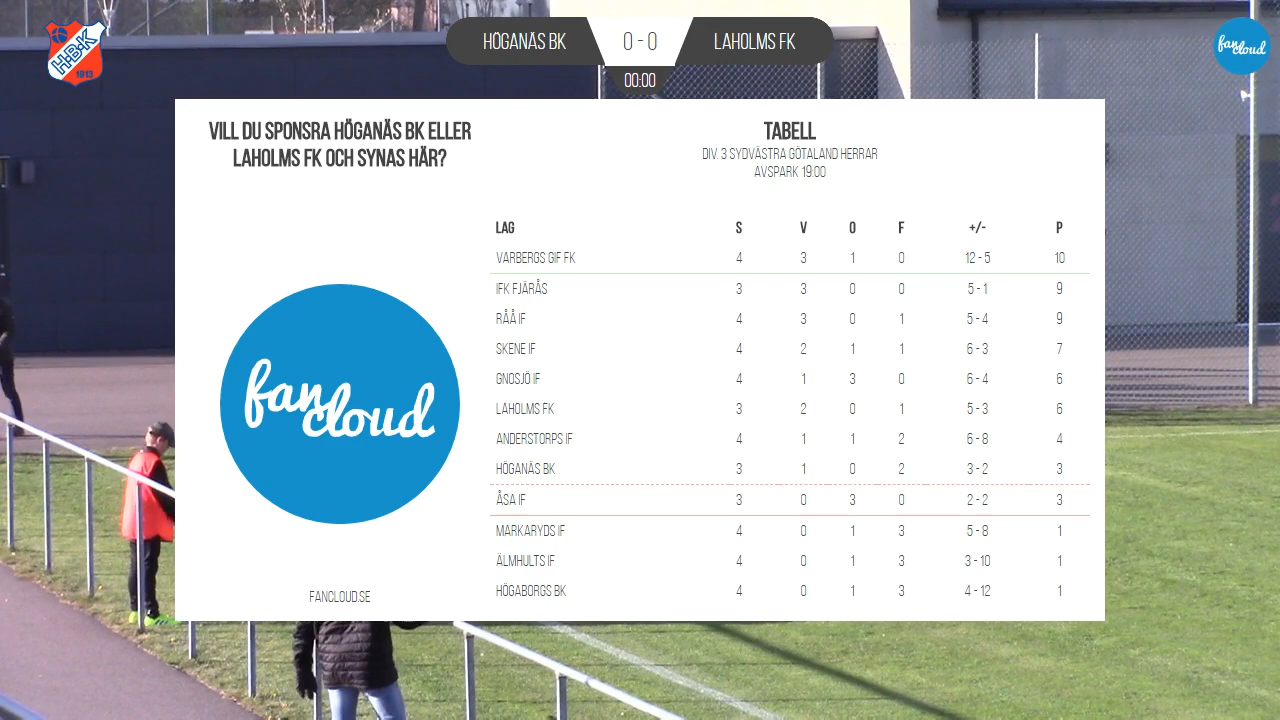 H.B.K
1913
HÖGANÄS BK
0 - 0
LAHOLMS FK
00:00
fancloud
VILL DU SPONSRA HÖGANÄS BK ELLER
LAHOLMS FK OCH SYNAS HÄR?
fancloud
FANCLOUD.SE
TABELL
DIV. 3 SYDVÄSTRA GÖTALAND HERRAR
AVSPARK 19:00
LAG S V O F +/- P
VARBERGS GIF FK 4 3 1 0 12 - 5 10
IFK FJÄRÅS 3 3 0 0 5 - 1 9
RÅÅ IF 4 3 0 1 5 - 4 9
SKENE IF 4 2 1 1 6 - 3 7
GNOSJÖ IF 4 1 3 0 6 - 4 6
LAHOLMS FK 3 2 0 1 5 - 3 6
ANDERSTORPS IF 4 1 1 2 6 - 8 4
HÖGANÄS BK 3 1 0 2 3 - 2 3
ÅSA IF 3 0 3 0 2 - 2 3
MARKARYDS IF 4 0 1 3 5 - 8 1
ÄLMHULTS IF 4 0 1 3 3 - 10 1
HÖGABORGS BK 4 0 1 3 4 - 12 1